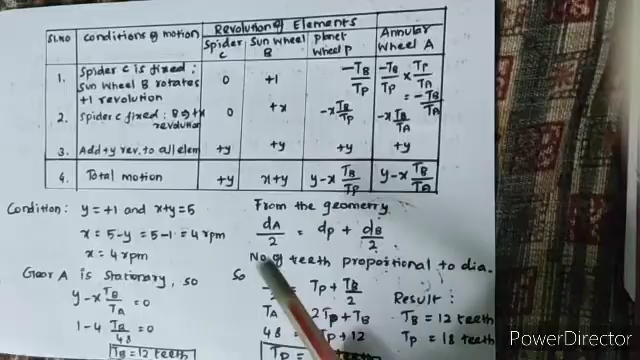 Revolution of Elements
Sl.No Conditions of motion Spider C Sun wheel B Planet wheel P Annular Wheel A
1. Spider C is fixed; Sun wheel B rotates +1 revolution 0 +1 -TB/TP -TB/TP × TP/TA = -TB/TA
2. Spider C fixed; B → +x revolution 0 +x -x TB/TP -x TB/TA
3. Add +y rev. to all elem +y +y +y +y
4. Total motion +y x+y y-x TB/TP y-x TB/TA
Condition: y = +1 and x+y=5
x = 5-y = 5-1 = 4 rpm
x = 4 rpm
Gear A is Stationary, so
y-x TB/TA = 0
1-4 TB/48 = 0
TB = 12 teeth
From the geometry
dA/2 = dp + dB/2
No of teeth proportional to dia.
So = TP + TB/2
TA 2TP + TB
48 = +12
TP =
Result:
TB = 12 teeth
TP = 18 teeth
PowerDirector